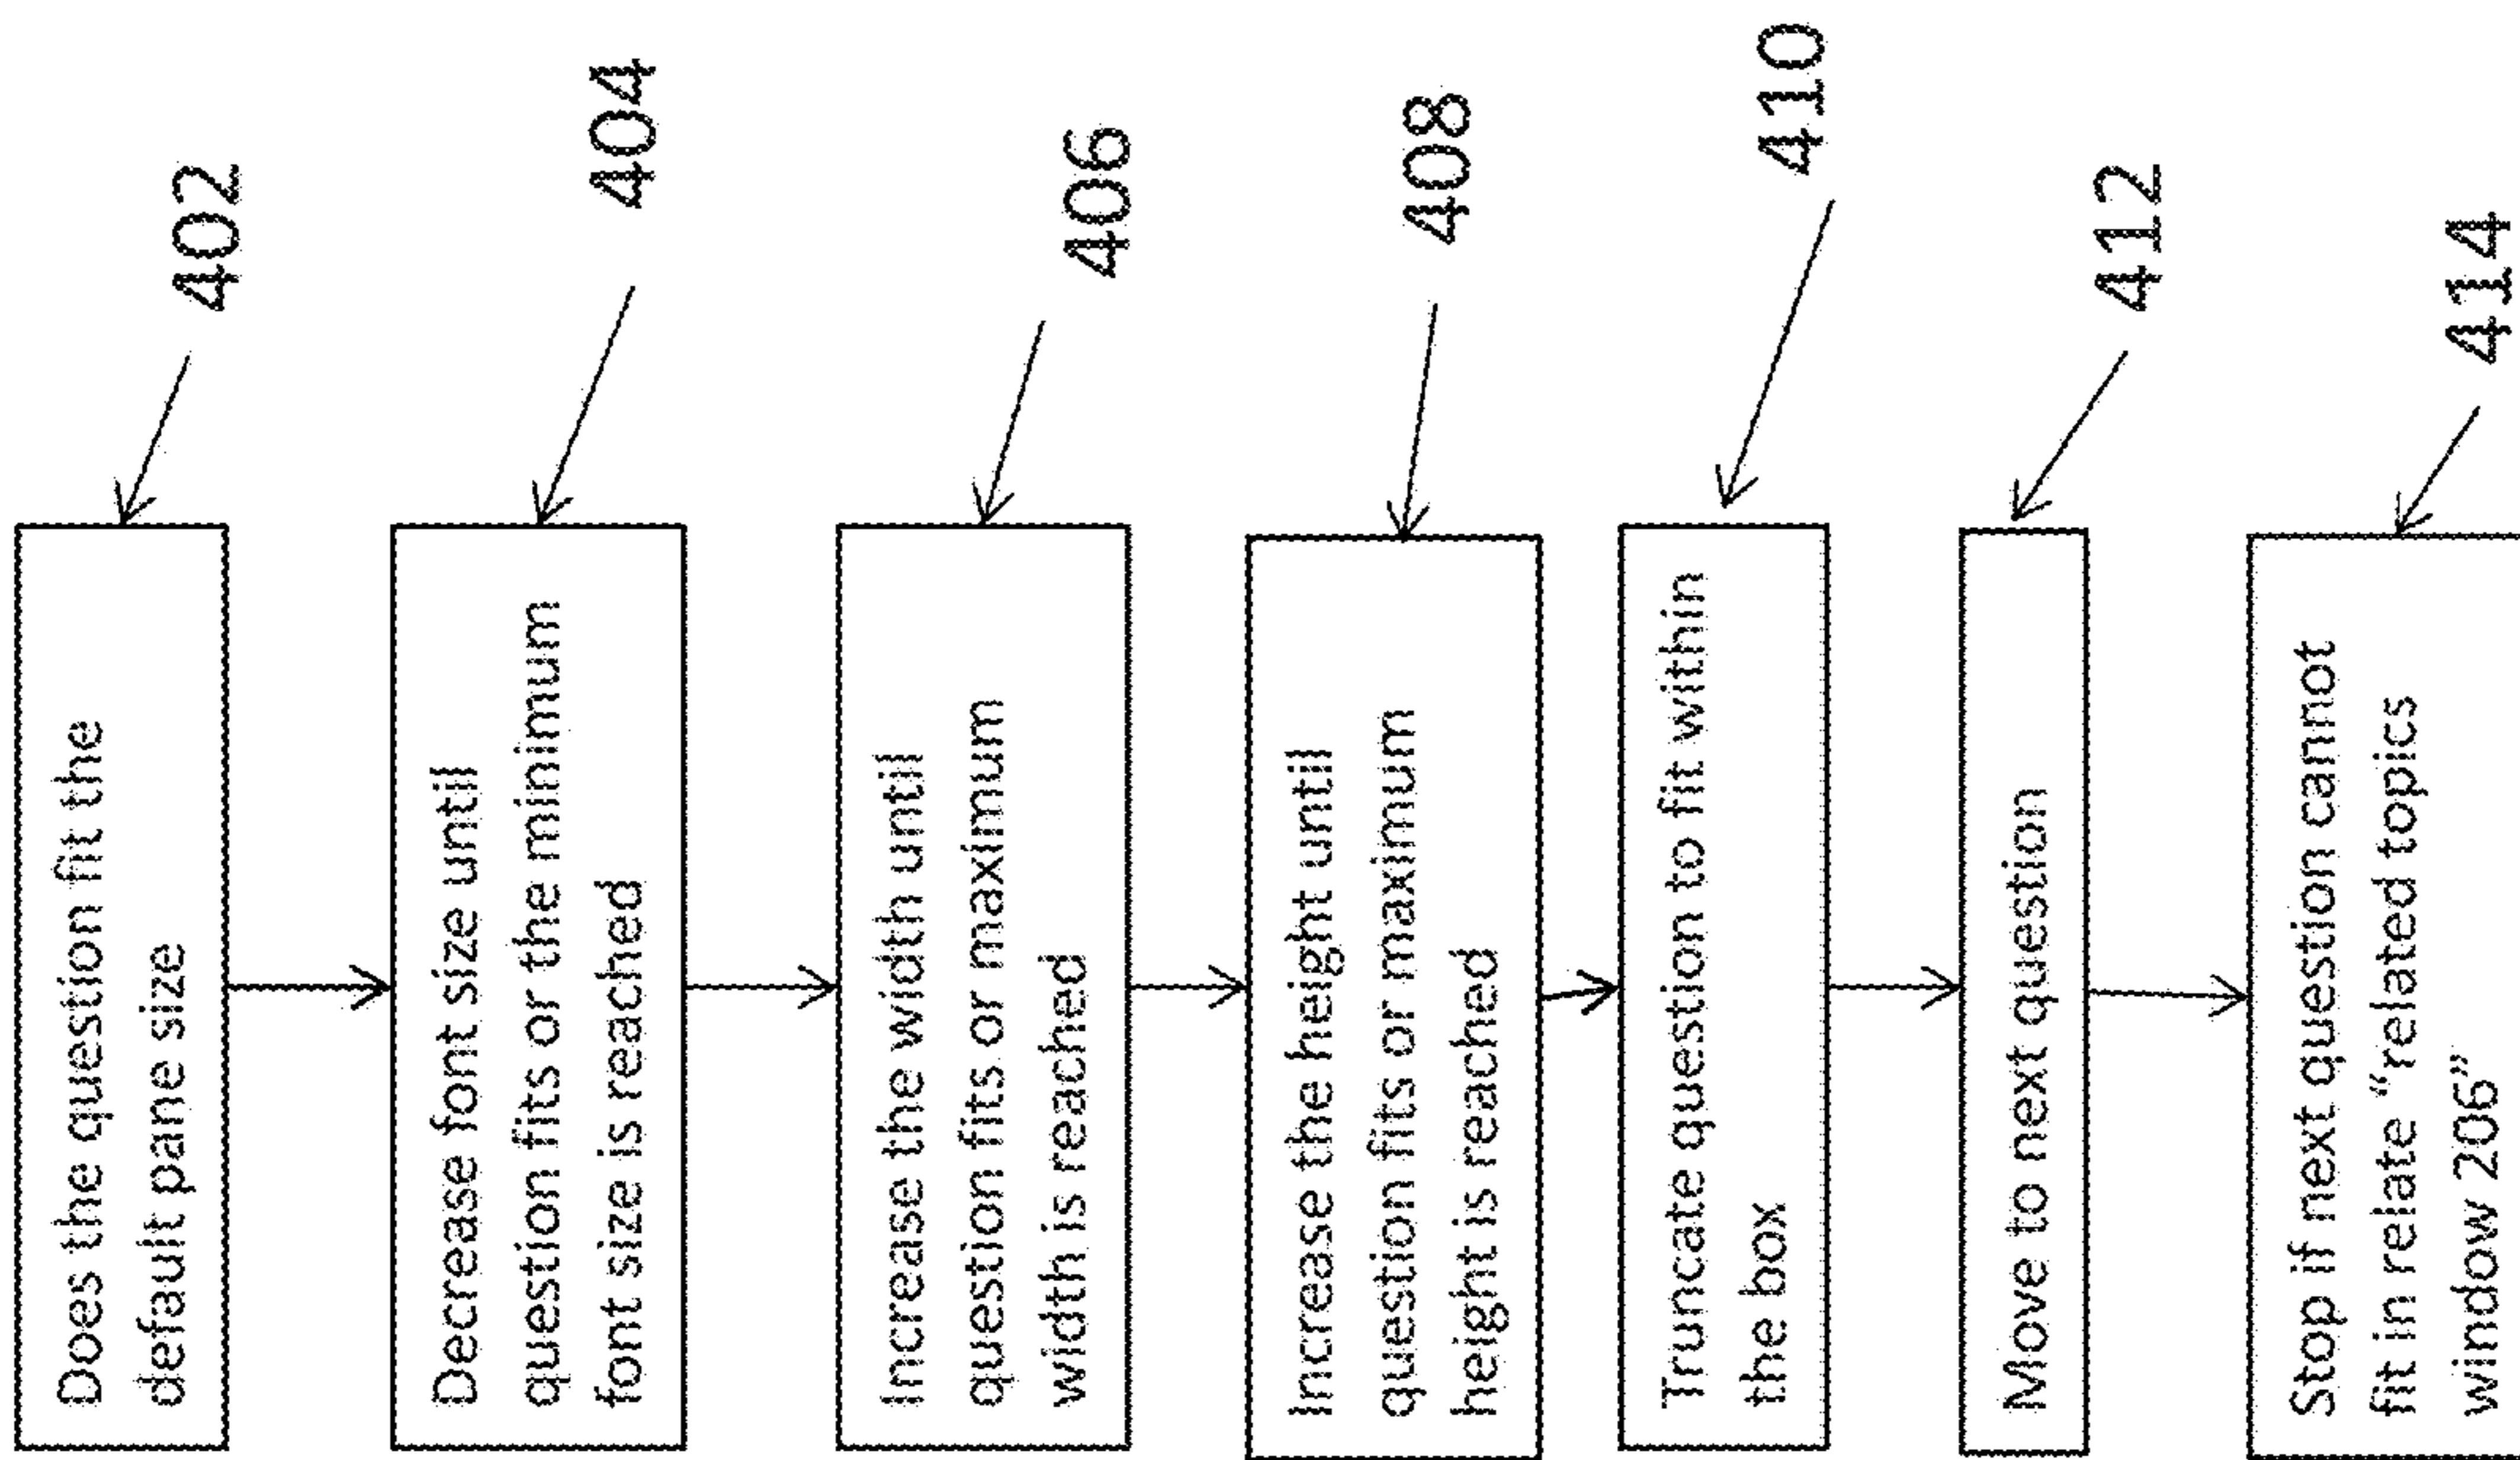 Does the question fit the
default pane size
402
Decrease font size until
question fits or the minimum
font size is reached
404
Increase the width until
question fits or maximum
width is reached
406
Increase the height until
question fits or maximum
height is reached
408
Truncate question to fit within
the box
410
Move to next question
412
Stop if next question cannot
fit in relate “related topics
window 206”
414